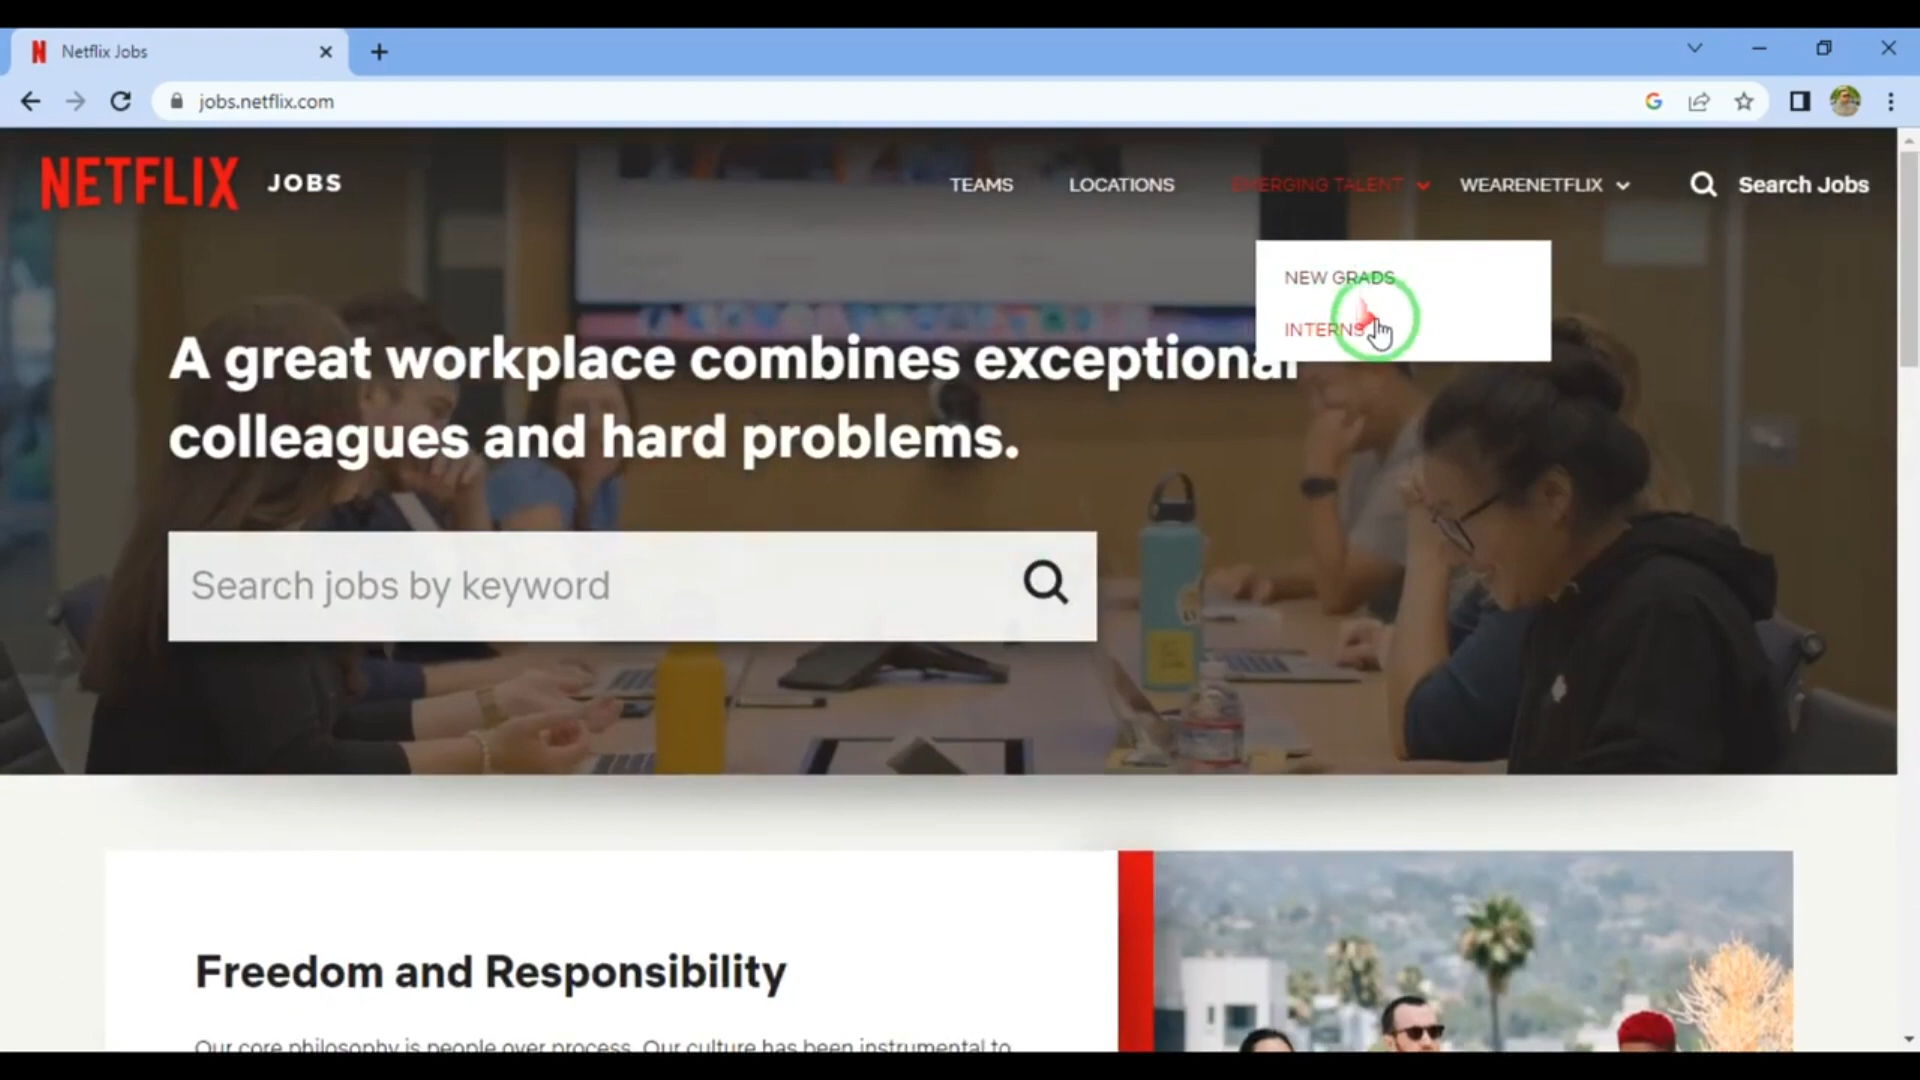 Netflix Jobs
jobs.netflix.com
NETFLIX JOBS
TEAMS LOCATIONS EMERGING TALENT WEARENETFLIX Search Jobs
NEW GRADS
INTERNS
A great workplace combines exceptional
colleagues and hard problems.
Search jobs by keyword
Freedom and Responsibility
Our core philosophy is people over process. Our culture has been instrumental to